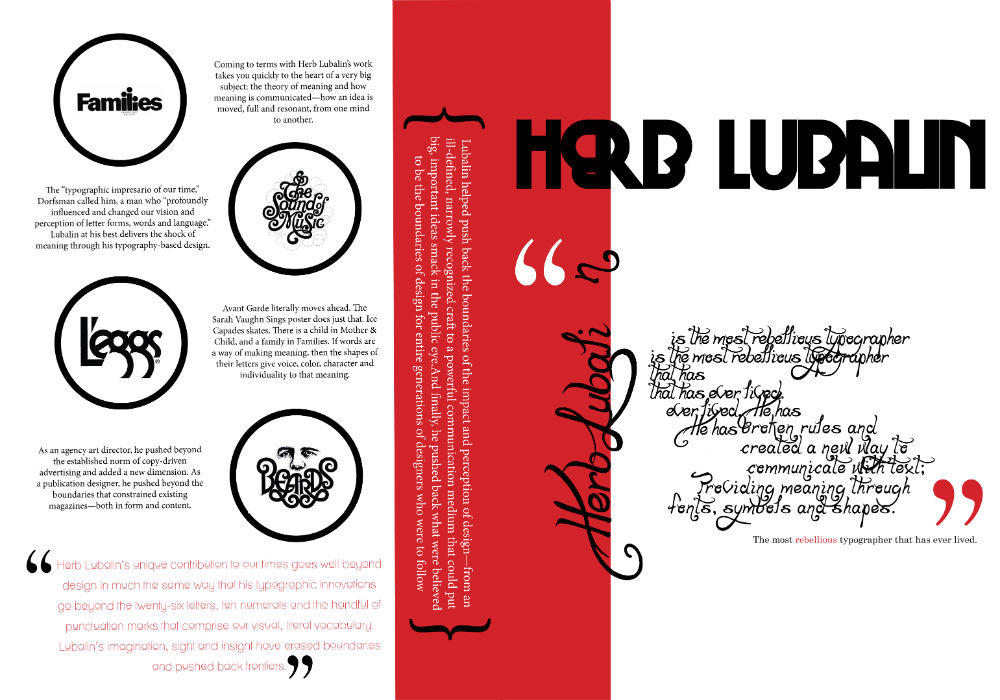 Families
Coming to terms with Herb Lubalin's work
takes you quickly to the heart of a very big
subject: the theory of meaning and how
meaning is communicated—how an idea is
moved, full and resonant, from one mind
to another.
The "typographic impresario of our time,"
Dorfsman called him, a man who "profoundly
influenced and changed our vision and
perception of letter forms, words and language."
Lubalin at his best delivers the shock of
meaning through his typography-based design.
The
Sound of
Music
L'eggs
Avant Garde literally moves ahead. The
Sarah Vaughn Sings poster does just that. Ice
Capades skates. There is a child in Mother &
Child, and a family in Families. If words are
a way of making meaning, then the shapes of
their letters give voice, color, character and
individuality to that meaning.
As an agency art director, he pushed beyond
the established norm of copy-driven
advertising and added a new dimension. As
a publication designer, he pushed beyond the
boundaries that constrained existing
magazines—both in form and content.
BEARDS
“Herb Lubalin's unique contribution to our times goes well beyond
design in much the same way that his typographic innovations
go beyond the twenty-six letters, ten numerals and the handful of
punctuation marks that comprise our visual, literal vocabulary.
Lubalin's imagination, sight and insight have erased boundaries
and pushed back frontiers.”
{
Lubalin helped push back the boundaries of the impact and perception of design—from an
ill-defined, narrowly recognized craft to a powerful communication medium that could put
big, important ideas smack in the public eye.And finally, he pushed back what were believed
to be the boundaries of design for entire generations of designers who were to follow
}
HERB LUBALIN
“
Herb Lubalin
is the most rebellious typographer
is the most rebellious typographer
that has
that has ever lived.
ever lived. He has
He has broken rules and
created a new way to
communicate with text;
Providing meaning through
fonts, symbols and shapes.
”
The most rebellious typographer that has ever lived.